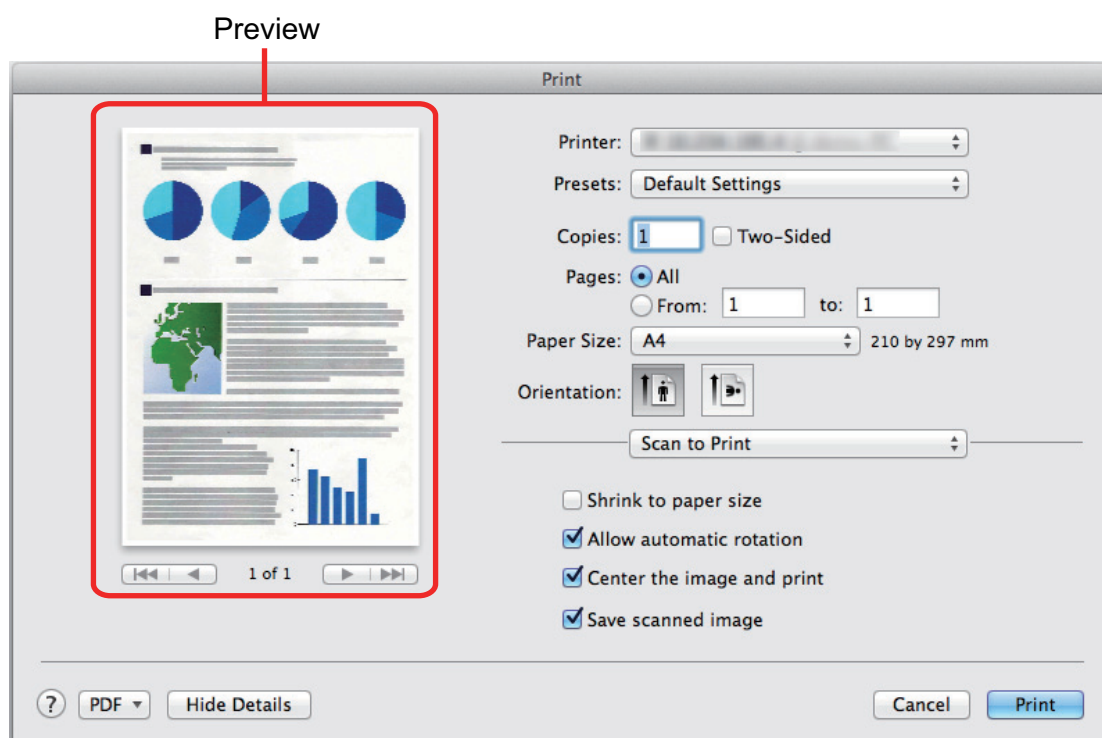 Preview
Print
Printer:
Presets: Default Settings
Copies: 1 Two-Sided
Pages: All
From: 1 to: 1
Paper Size: A4 210 by 297 mm
Orientation:
Scan to Print
Shrink to paper size
Allow automatic rotation
Center the image and print
Save scanned image
1 of 1
? PDF Hide Details Cancel Print